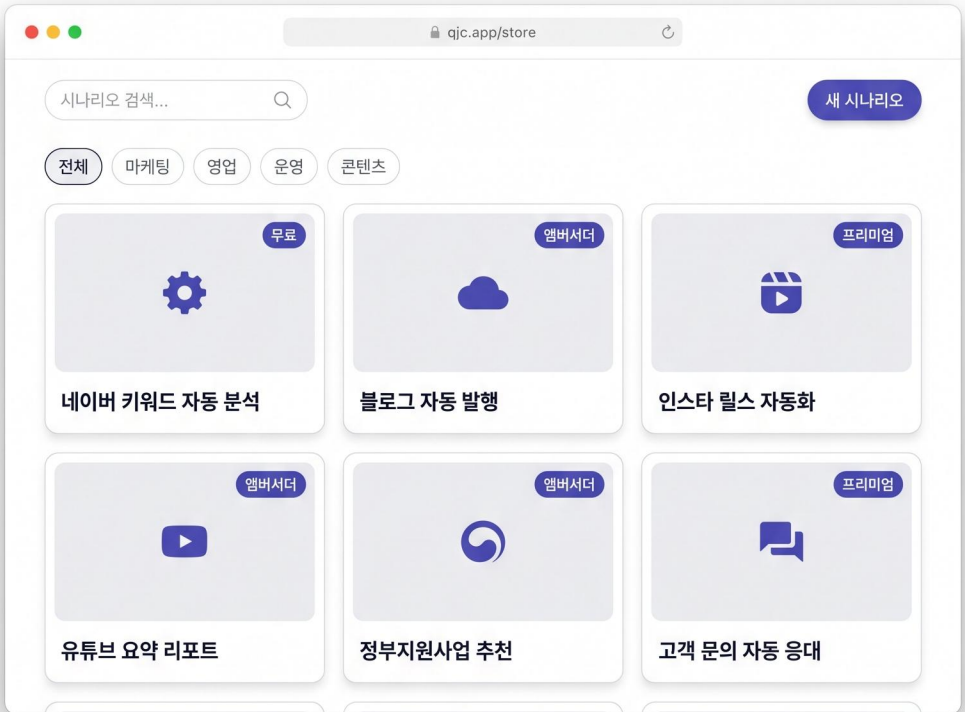 qjc.app/store
시나리오 검색...
새 시나리오
전체
마케팅
영업
운영
콘텐츠
무료
앰버서더
프리미엄
네이버 키워드 자동 분석
블로그 자동 발행
인스타 릴스 자동화
앰버서더
앰버서더
프리미엄
유튜브 요약 리포트
정부지원사업 추천
고객 문의 자동 응대